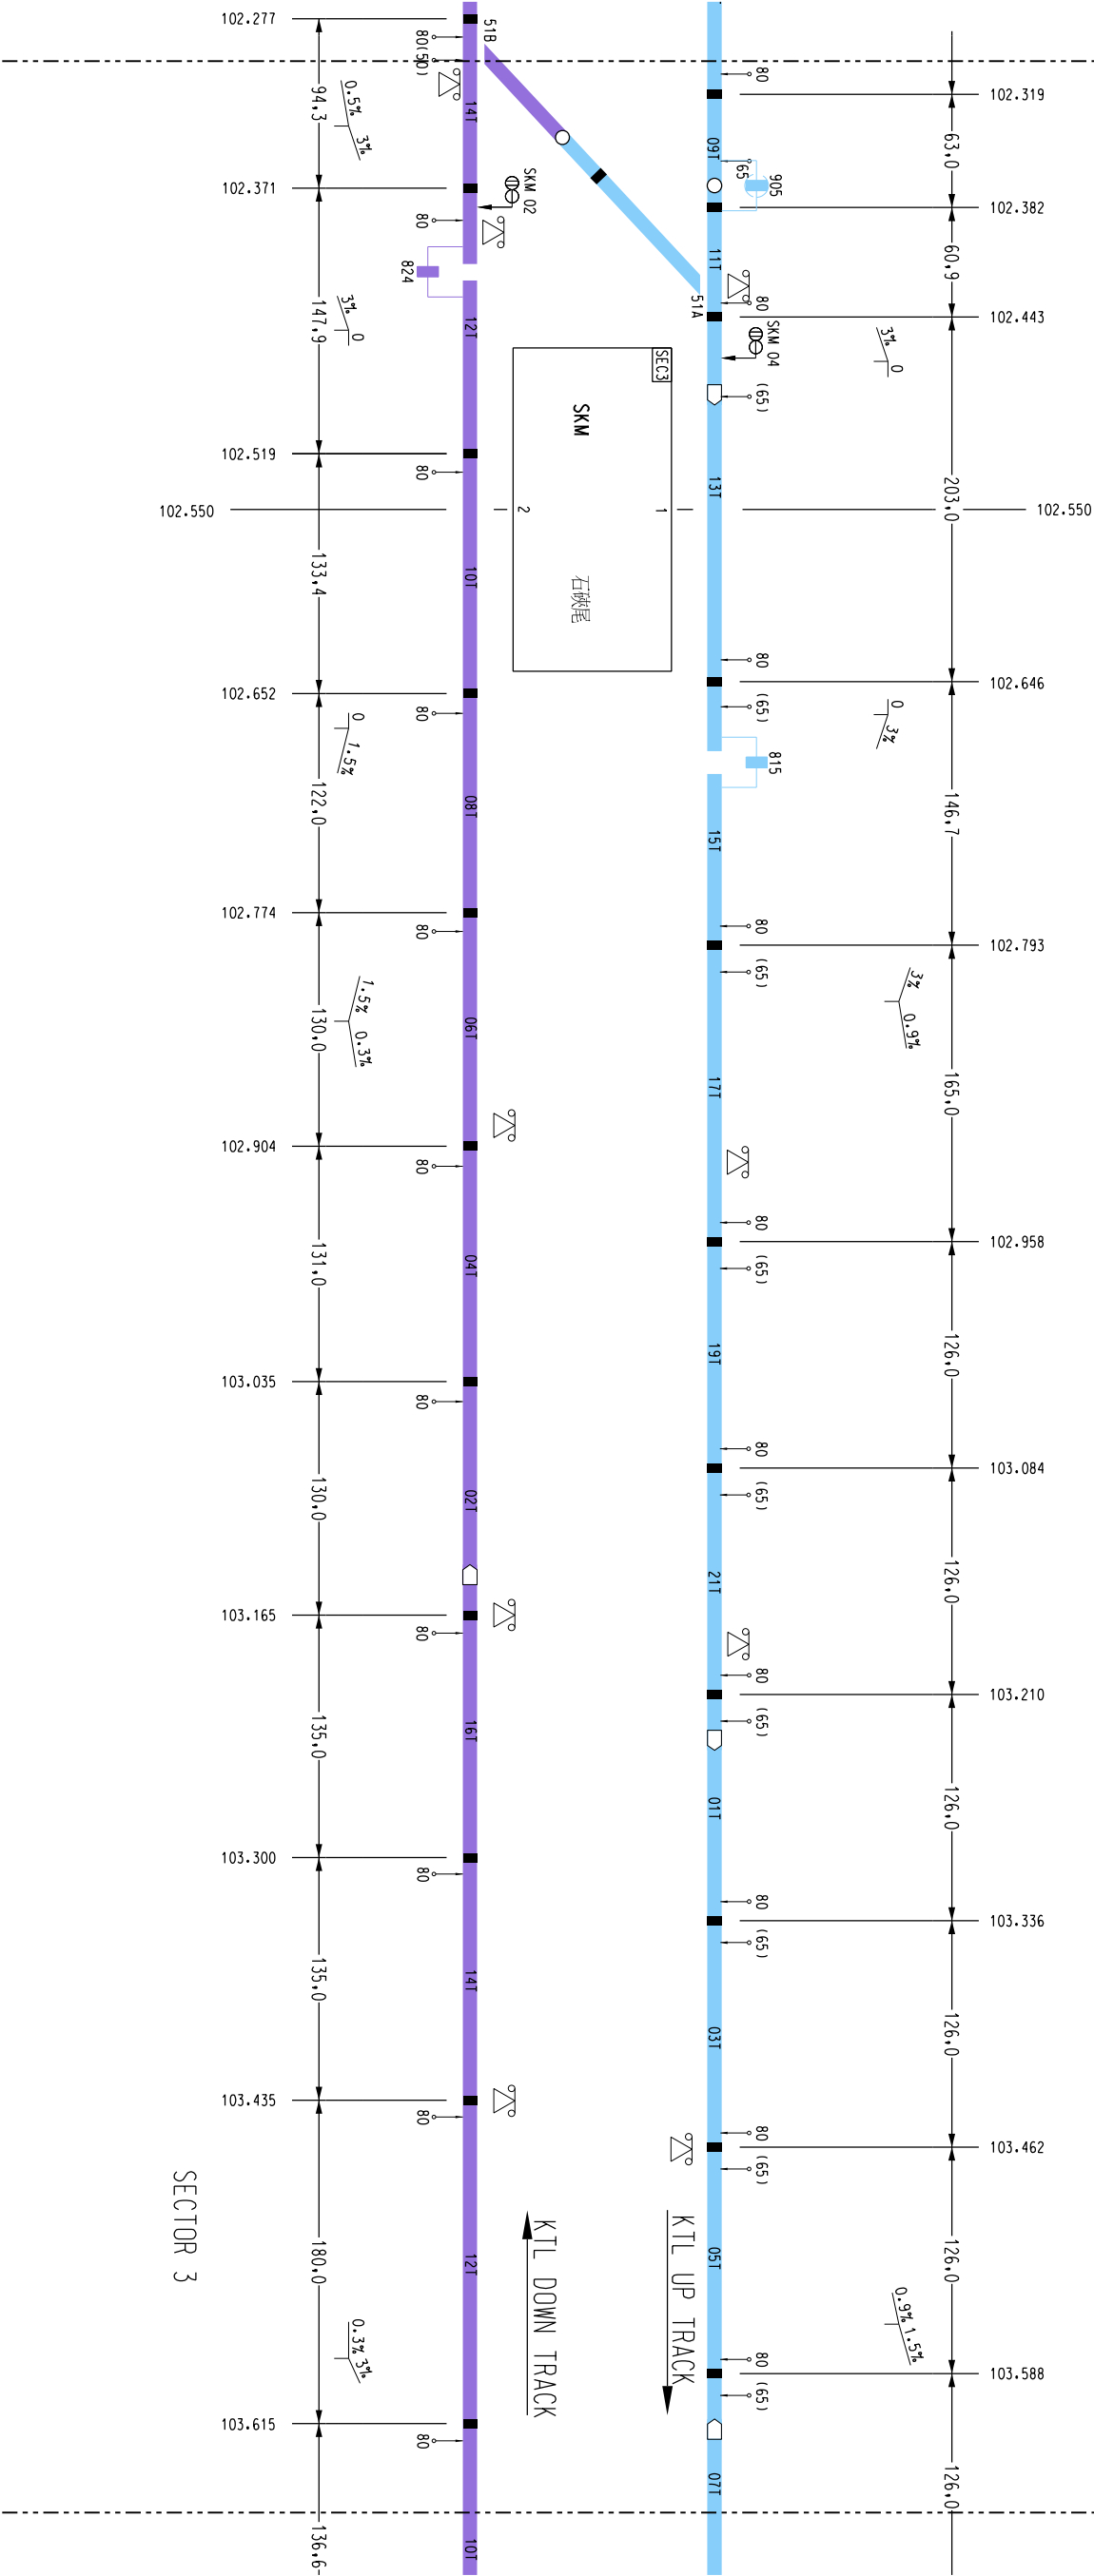 102.277
94,3
102.371
147,9
102.519
133,4
102.652
122,0
102.774
130,0
102.904
131,0
103.035
130,0
103.165
135,0
103.300
135,0
103.435
180,0
103.615
136,6
102.550
SECTOR 3
0.5% 3%
3% 0
0 1.5%
1.5% 0.3%
0.3% 3%
80(50)
80
80
80
80
80
80
80
80
80
80
824
51B
14T
12T
10T
08T
06T
04T
02T
16T
14T
12T
10T
SKM 02
SEC3
SKM
石硤尾
2
1
KTL DOWN TRACK
KTL UP TRACK
51A
09T
11T
13T
15T
17T
19T
21T
01T
03T
05T
07T
80
65
905
80
SKM 04
(65)
80
(65)
815
80
(65)
80
(65)
80
(65)
80
(65)
80
(65)
80
(65)
80
(65)
3% 0
0 3%
3% 0.9%
0.9% 1.5%
102.319
63,0
102.382
60,9
102.443
203,0
102.550
102.646
146,7
102.793
165,0
102.958
126,0
103.084
126,0
103.210
126,0
103.336
126,0
103.462
126,0
103.588
126,0